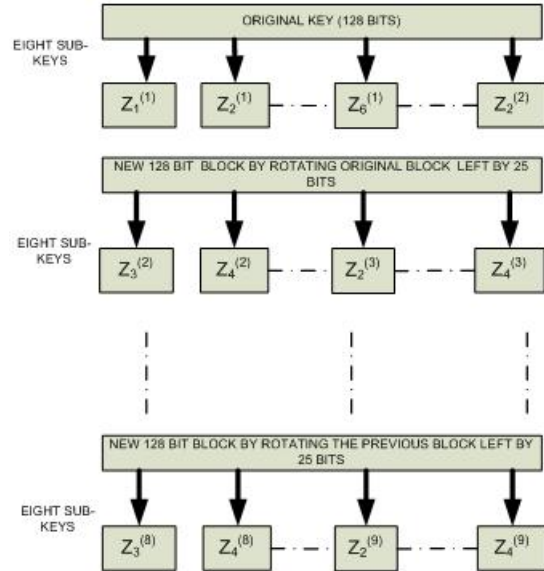 ORIGINAL KEY (128 BITS)
EIGHT SUB-
KEYS
Z₁⁽¹⁾ Z₂⁽¹⁾ Z₆⁽¹⁾ Z₂⁽²⁾
NEW 128 BIT BLOCK BY ROTATING ORIGINAL BLOCK LEFT BY 25
BITS
EIGHT SUB-
KEYS
Z₃⁽²⁾ Z₄⁽²⁾ Z₂⁽³⁾ Z₄⁽³⁾
NEW 128 BIT BLOCK BY ROTATING THE PREVIOUS BLOCK LEFT BY
25 BITS
EIGHT SUB-
KEYS
Z₃⁽⁸⁾ Z₄⁽⁸⁾ Z₂⁽⁹⁾ Z₄⁽⁹⁾